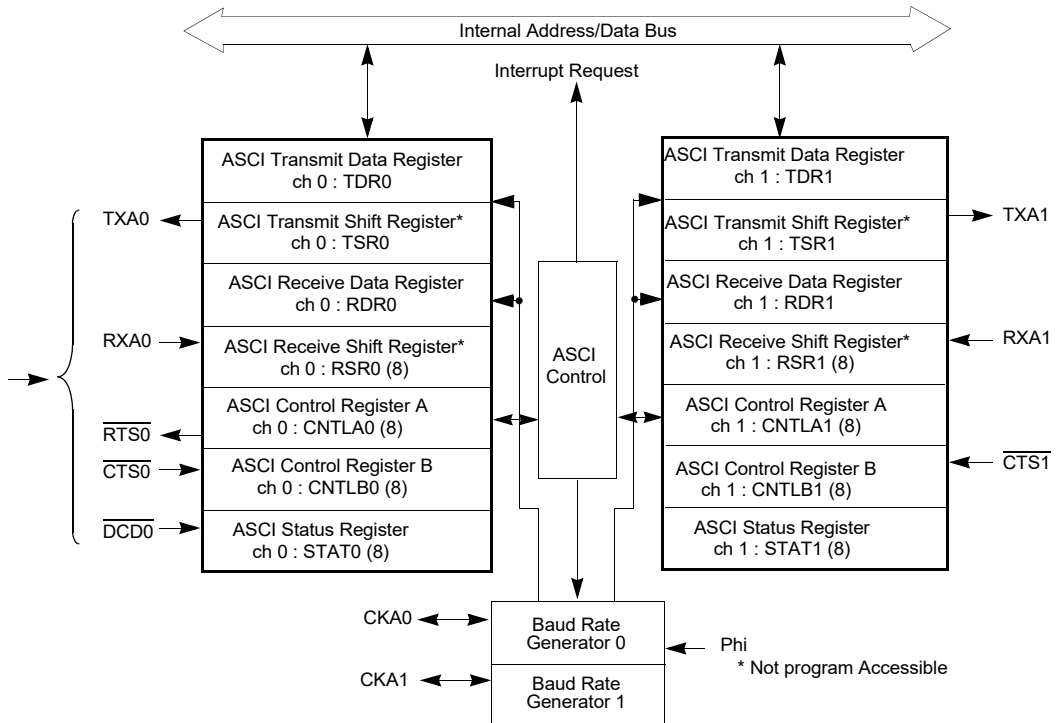 Internal Address/Data Bus
Interrupt Request
ASCI Transmit Data Register
ch 0 : TDR0
ASCI Transmit Shift Register*
ch 0 : TSR0
ASCI Receive Data Register
ch 0 : RDR0
ASCI Receive Shift Register*
ch 0 : RSR0 (8)
ASCI Control Register A
ch 0 : CNTLA0 (8)
ASCI Control Register B
ch 0 : CNTLB0 (8)
ASCI Status Register
ch 0 : STAT0 (8)
TXA0
RXA0
RTS0
CTS0
DCD0
ASCI
Control
ASCI Transmit Data Register
ch 1 : TDR1
ASCI Transmit Shift Register*
ch 1 : TSR1
ASCI Receive Data Register
ch 1 : RDR1
ASCI Receive Shift Register*
ch 1 : RSR1 (8)
ASCI Control Register A
ch 1 : CNTLA1 (8)
ASCI Control Register B
ch 1 : CNTLB1 (8)
ASCI Status Register
ch 1 : STAT1 (8)
TXA1
RXA1
CTS1
CKA0
CKA1
Baud Rate
Generator 0
Baud Rate
Generator 1
Phi
* Not program Accessible